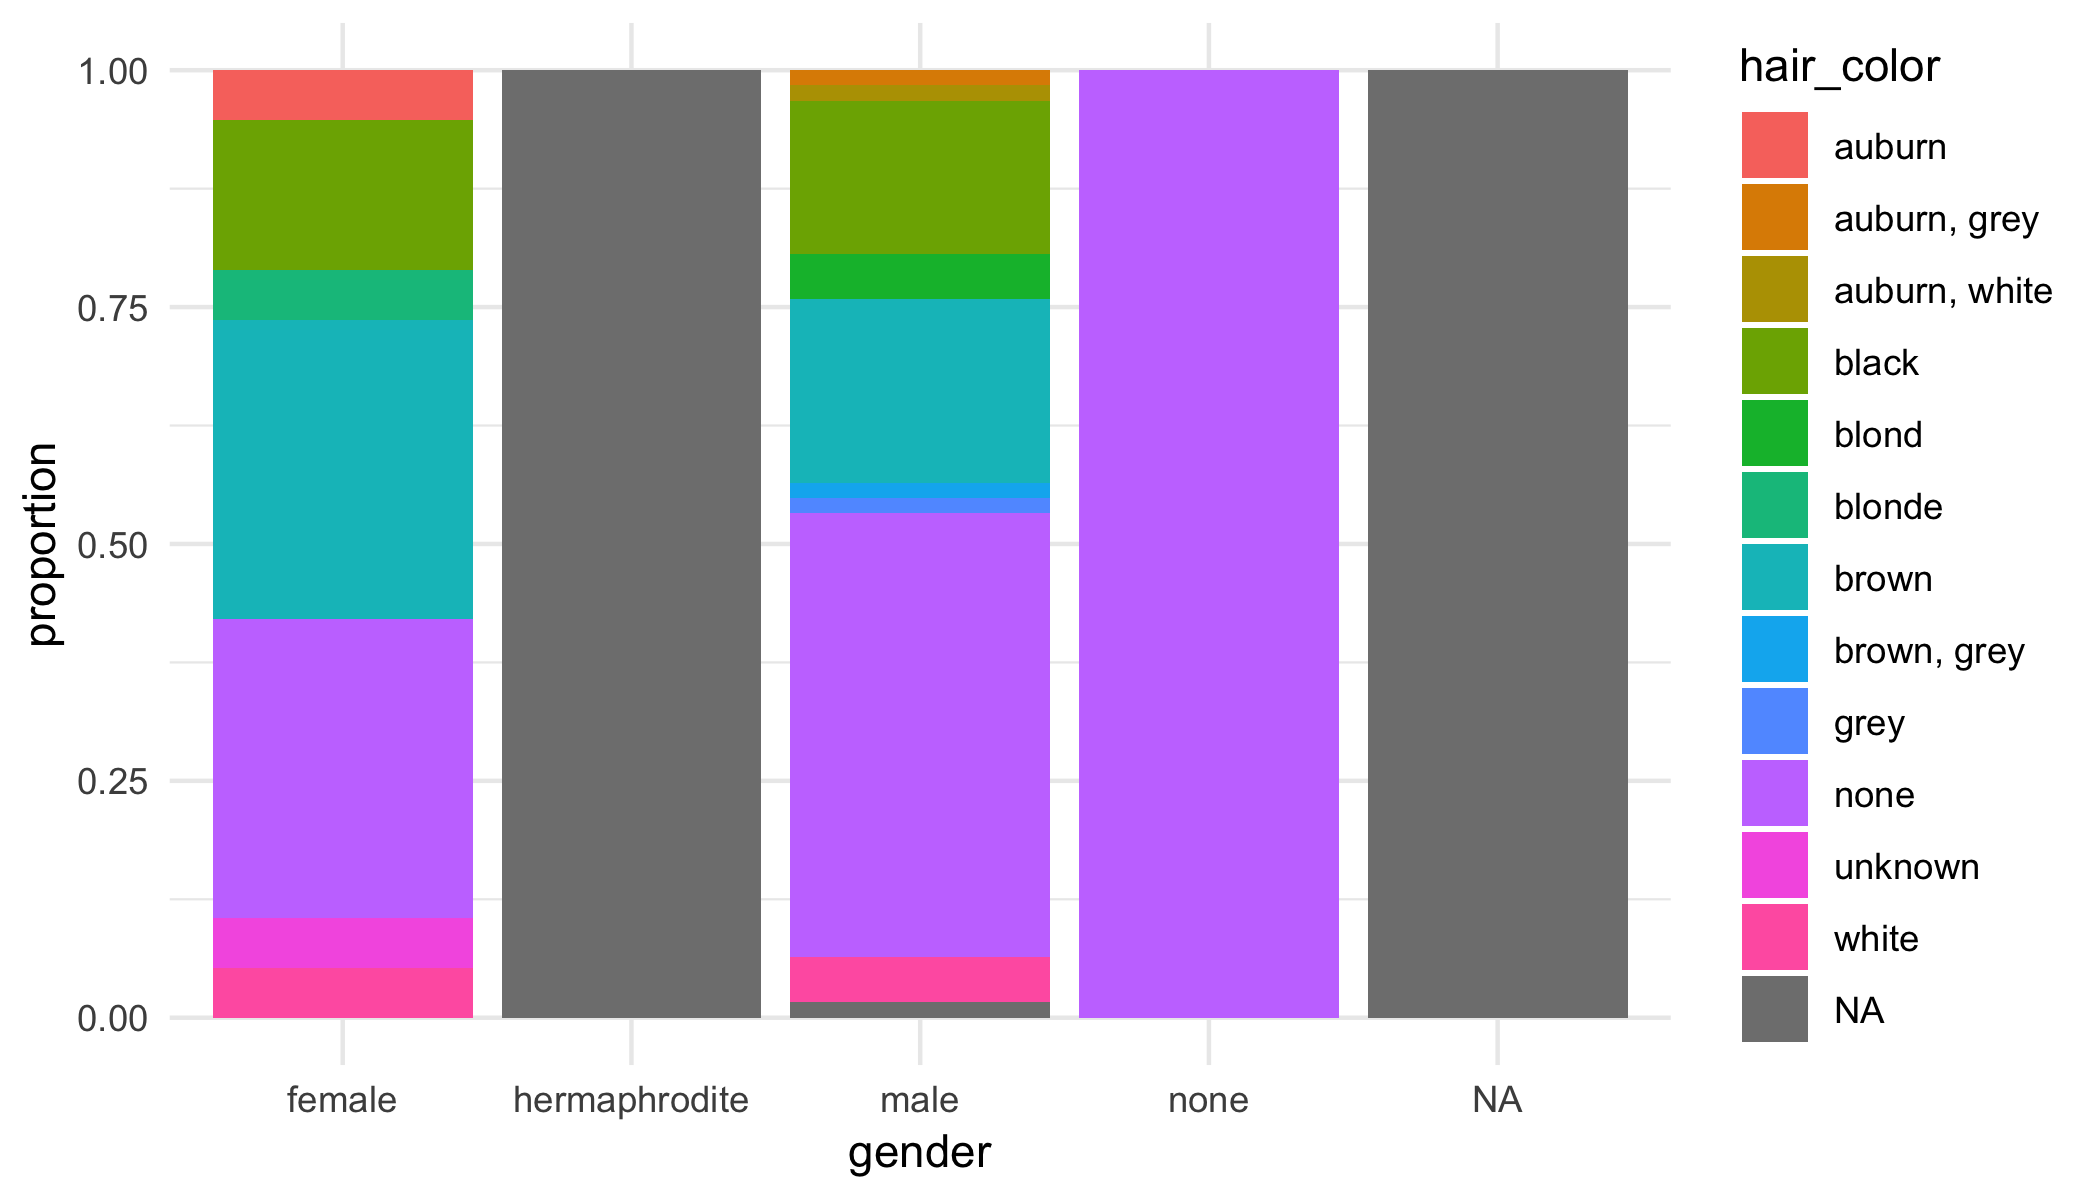 1.00
0.75
0.50
0.25
0.00
proportion
female
hermaphrodite
male
none
NA
gender
hair_color
auburn
auburn, grey
auburn, white
black
blond
blonde
brown
brown, grey
grey
none
unknown
white
NA